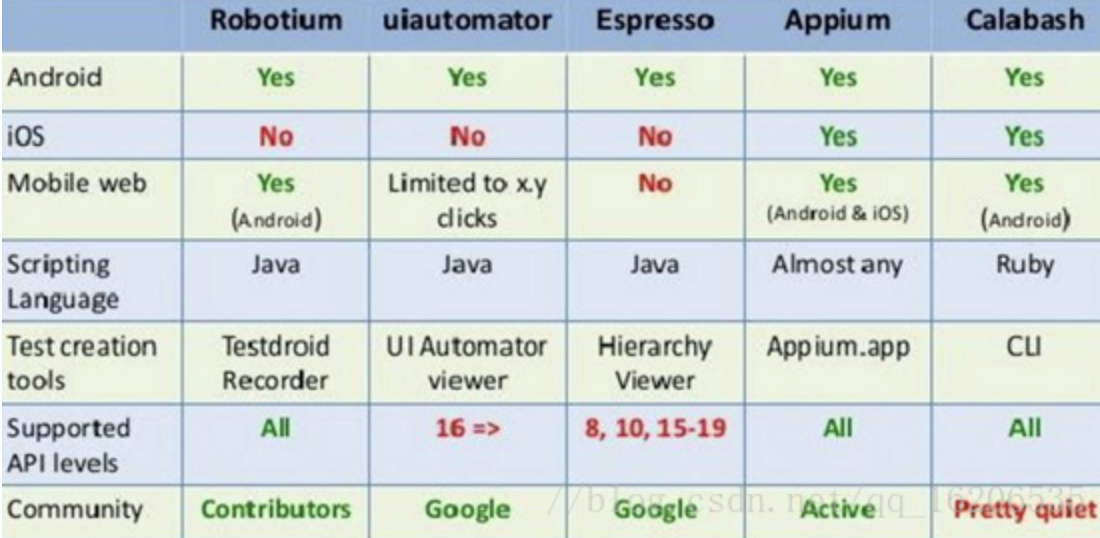 Robotium uiautomator Espresso Appium Calabash
Android Yes Yes Yes Yes Yes
iOS No No No Yes Yes
Mobile web Yes Limited to x.y No Yes Yes
(Android) clicks (Android & iOS) (Android)
Scripting Java Java Java Almost any Ruby
Language
Test creation Testdroid UI Automator Hierarchy Appium.app CLI
tools Recorder viewer Viewer
Supported All 16 => 8, 10, 15-19 All All
API levels
Community Contributors Google Google Active Pretty quiet
//blog.csdn.net/qq_16206535